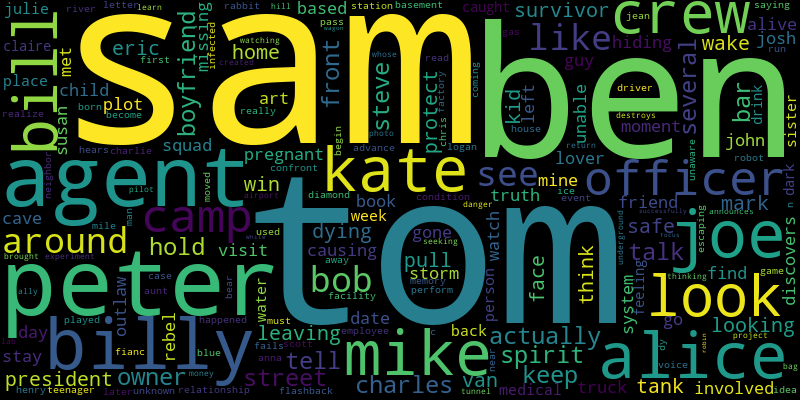 sam
ben
tom
bill
agent
peter
billy
kate
camp
mike
alice
joe
officer
look
crew
like
see
bob
julie
river
letter
learn
rabbit
hill
based
station
basement
caught
survivor
jean
saying
claire
eric
missing
met
infected
watching
first
home
created
boyfriend
front
pass
whose
read
gas
hiding
guy
wake
alive
josh
run
idea
place
child
plot
art
really
steve
protect
factory
chris
coming
kid
left
unable
driver
several
bar
drink
realize
susan
born
become
photo
house
destroys
moment
john
sister
hears
charlie
squad
begin
advance
logan
lover
return
unaware
robot
dark
neighbor
pregnant
confront
win
diamond
condition
truth
mine
ice
event
friend
mark
pilot
moved
airport
book
danger
announces
successfully
cave
mile
man
around
hold
visit
used
week
dying
gone
seeking
watch
safe
focus
escaping
discovers
brought
experiment
case
causing
away
pull
storm
memory
perform
person
face
think
underground
talk
feeling
find
thinking
game
ally
outlaw
aunt
bear
water
facility
system
go
looking
played
happened
must
date
employee
back
actually
day
rebel
blue
fails
leaving
scott
near
spirit
voice
robin
project
bag
stay
tell
anna
street
money
charles
van
keep
tunnel
medical
truck
tank
involved
president
owner
henry
teenager
later
unknown
relationship
flashback